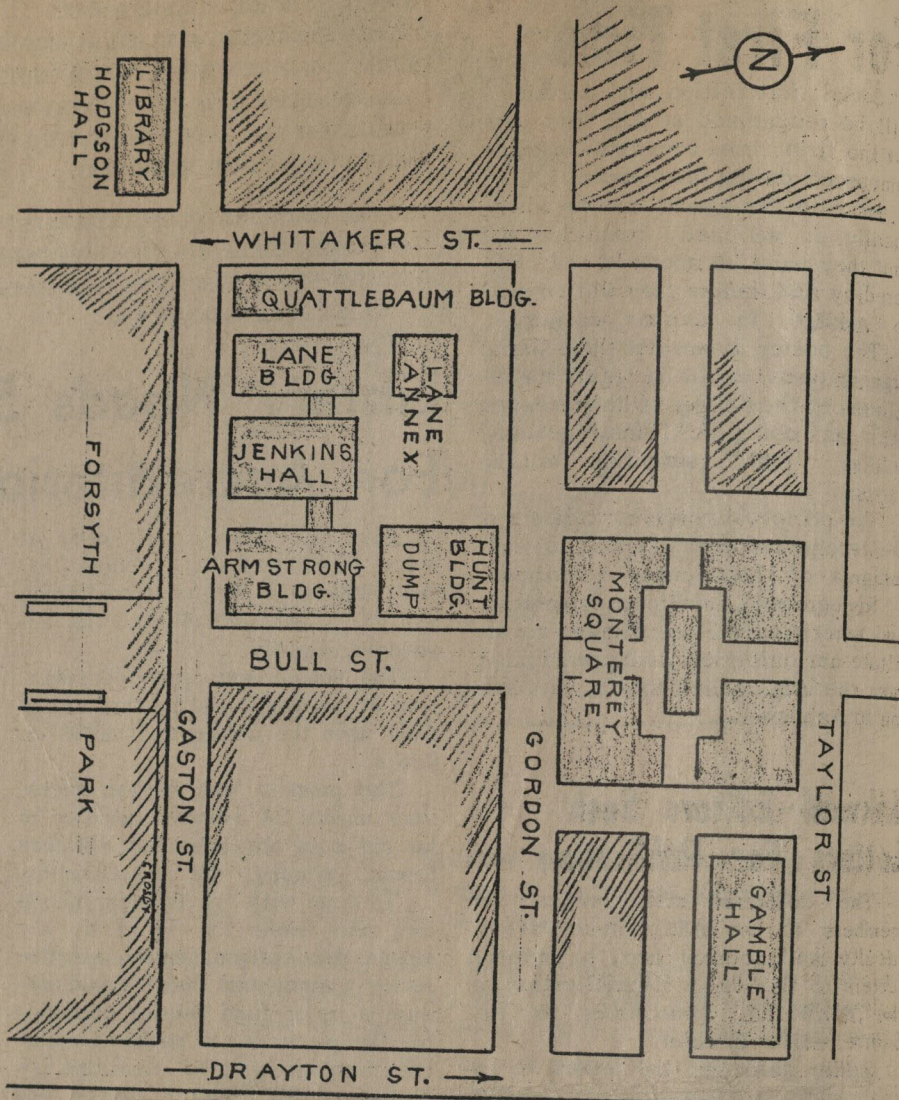 N
LIBRARY
HODGSON
HALL
WHITAKER ST.
QUATTLEBAUM BLDG.
LANE
BLDG.
LANE
ANNEX
JENKINS
HALL
ARMSTRONG
BLDG.
HUNT
BLDG.
DUMP
MONTEREY
SQUARE
FORSYTH
PARK
BULL ST.
GASTON ST.
GORDON ST.
TAYLOR ST
GAMBLE
HALL
CROSBY
DRAYTON ST.